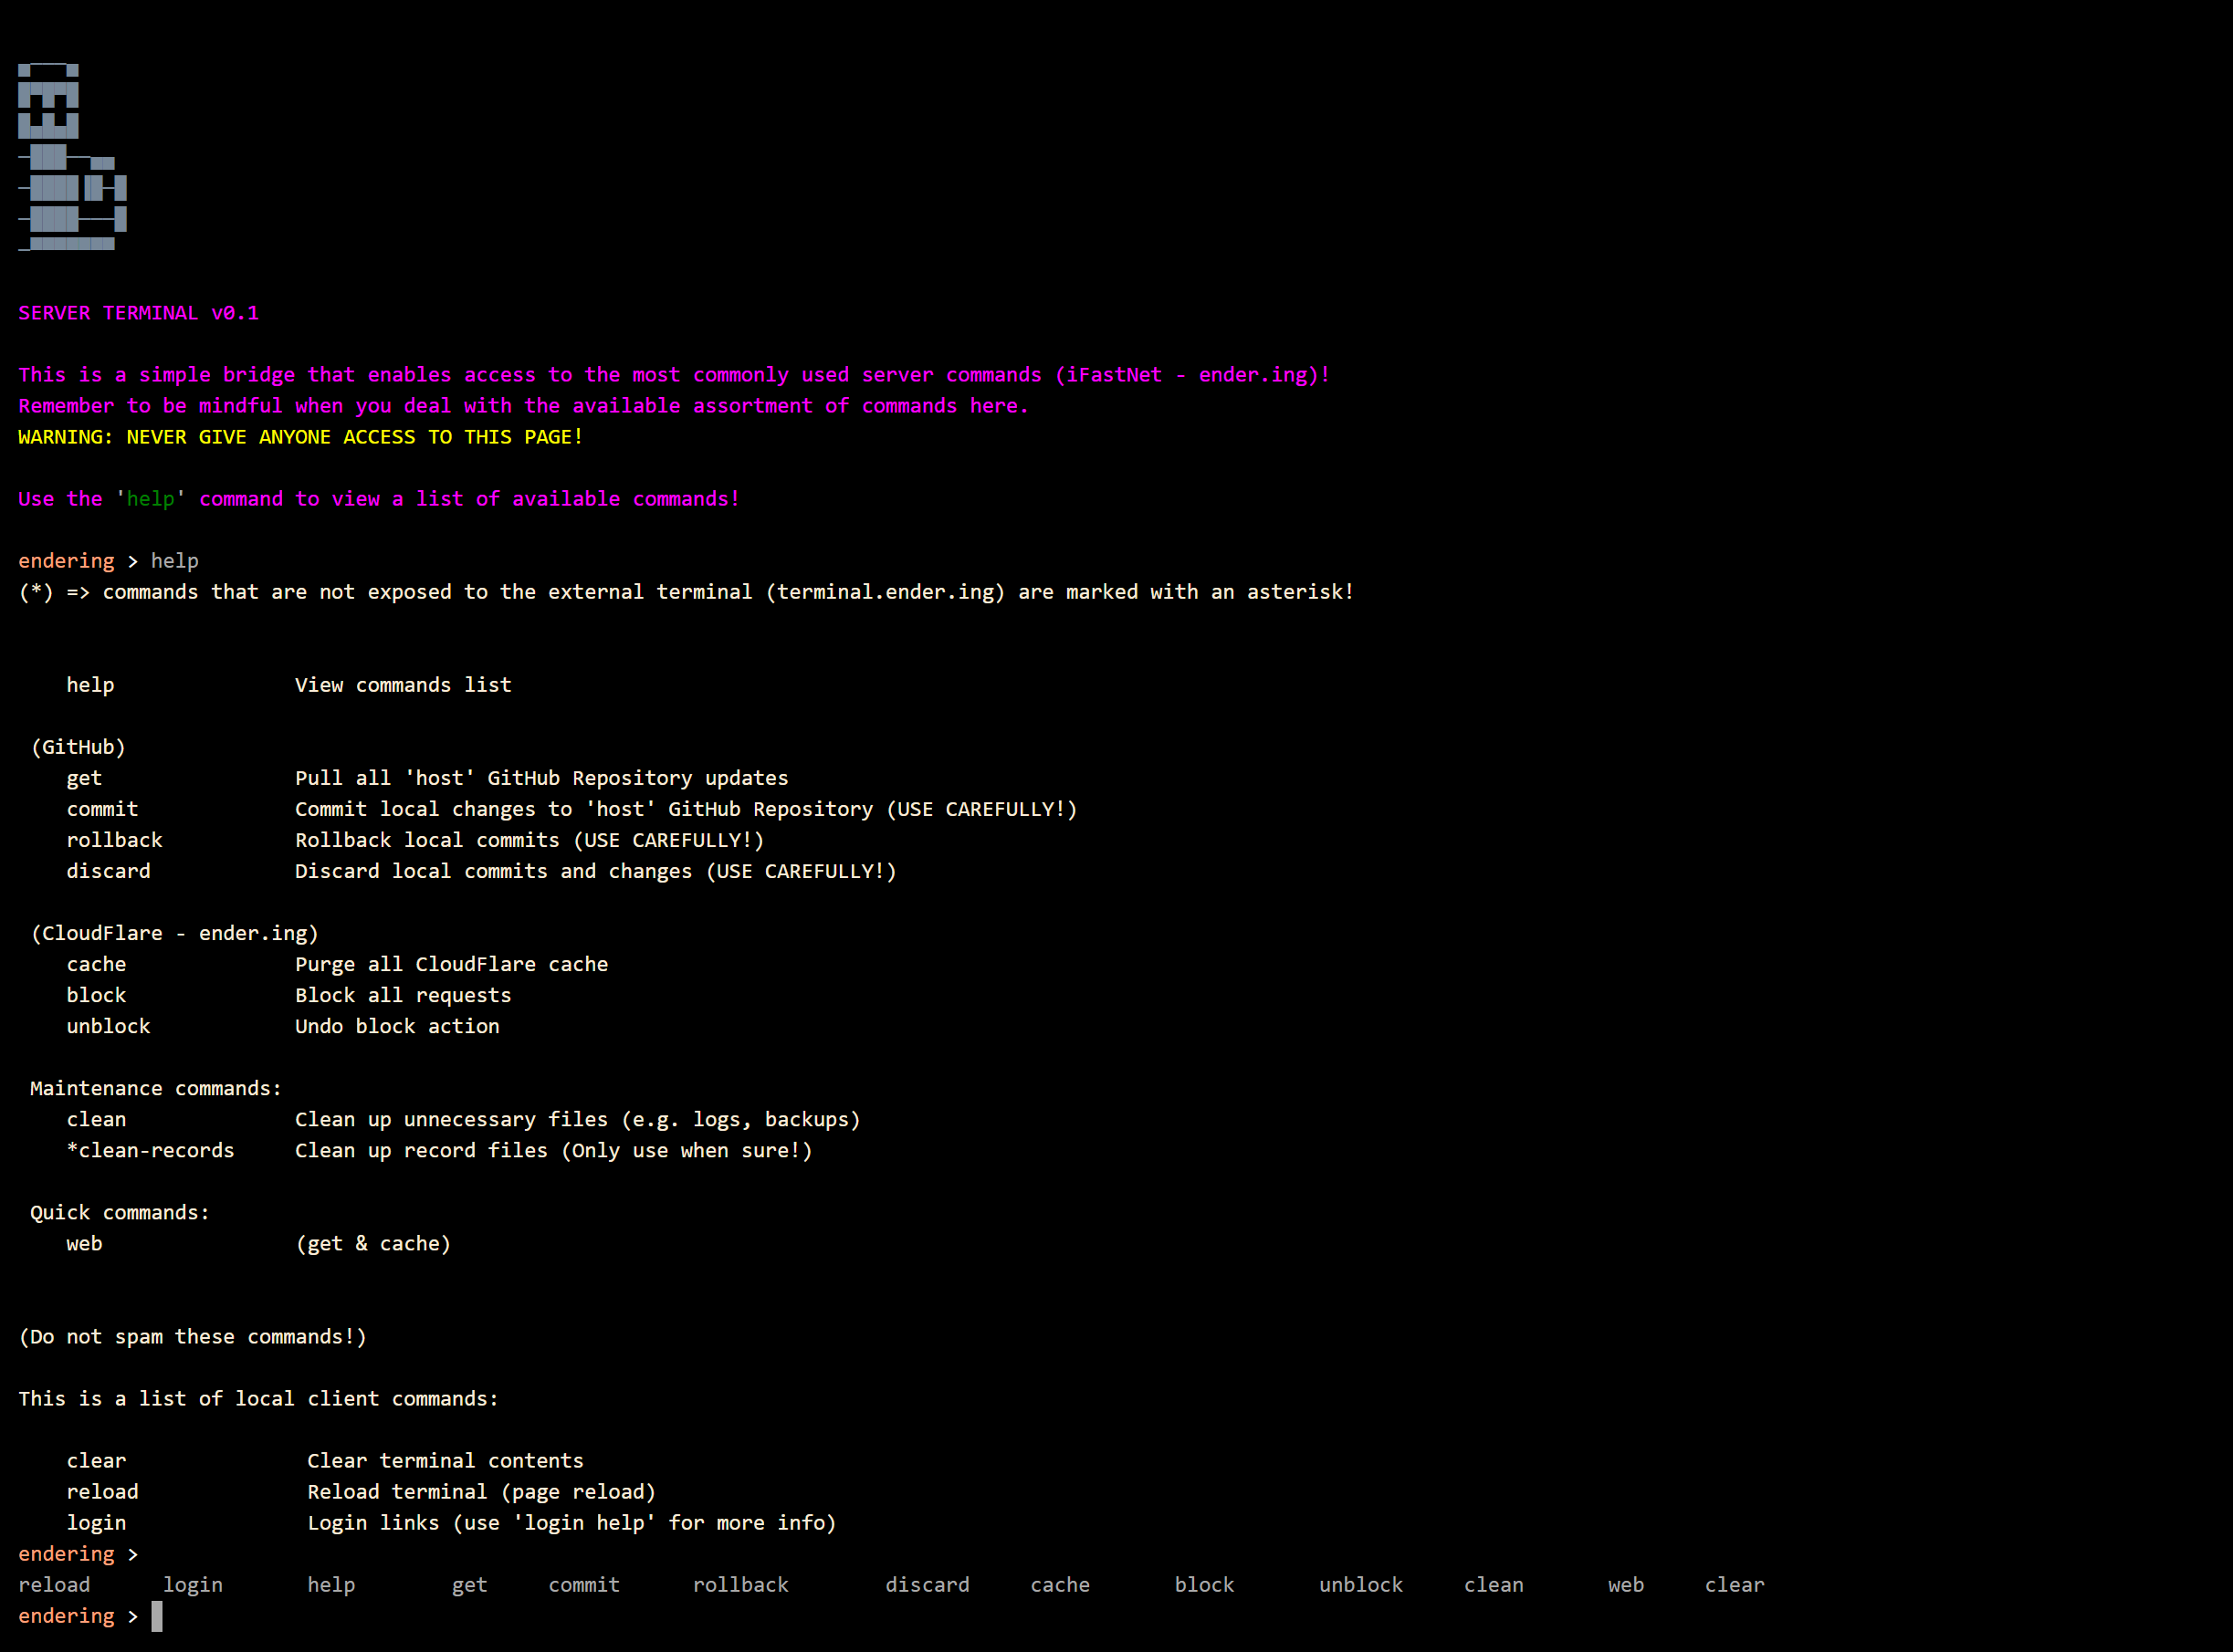 SERVER TERMINAL v0.1
This is a simple bridge that enables access to the most commonly used server commands (iFastNet - ender.ing)!
Remember to be mindful when you deal with the available assortment of commands here.
WARNING: NEVER GIVE ANYONE ACCESS TO THIS PAGE!
Use the 'help' command to view a list of available commands!
endering > help
(*) => commands that are not exposed to the external terminal (terminal.ender.ing) are marked with an asterisk!
help View commands list
(GitHub)
get Pull all 'host' GitHub Repository updates
commit Commit local changes to 'host' GitHub Repository (USE CAREFULLY!)
rollback Rollback local commits (USE CAREFULLY!)
discard Discard local commits and changes (USE CAREFULLY!)
(CloudFlare - ender.ing)
cache Purge all CloudFlare cache
block Block all requests
unblock Undo block action
Maintenance commands:
clean Clean up unnecessary files (e.g. logs, backups)
*clean-records Clean up record files (Only use when sure!)
Quick commands:
web (get & cache)
(Do not spam these commands!)
This is a list of local client commands:
clear Clear terminal contents
reload Reload terminal (page reload)
login Login links (use 'login help' for more info)
endering >
reload login help get commit rollback discard cache block unblock clean web clear
endering >